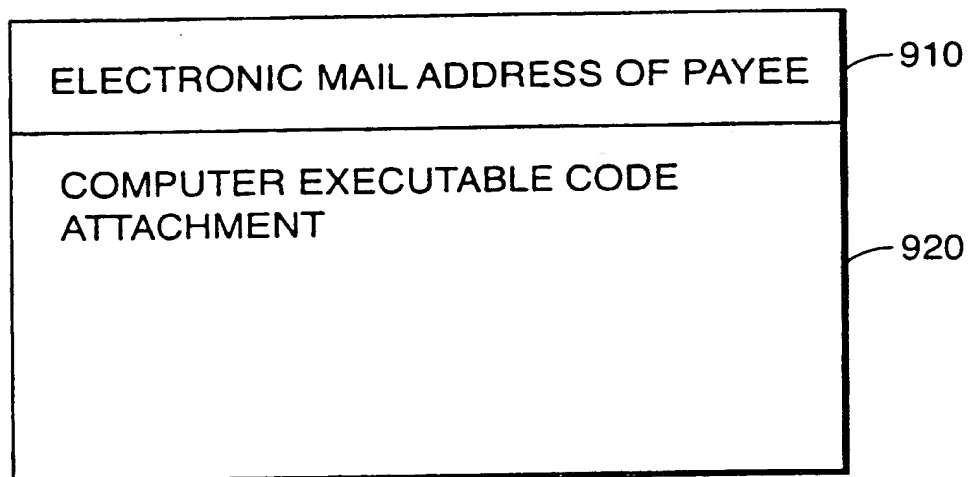 ELECTRONIC MAIL ADDRESS OF PAYEE
910
COMPUTER EXECUTABLE CODE
ATTACHMENT
920